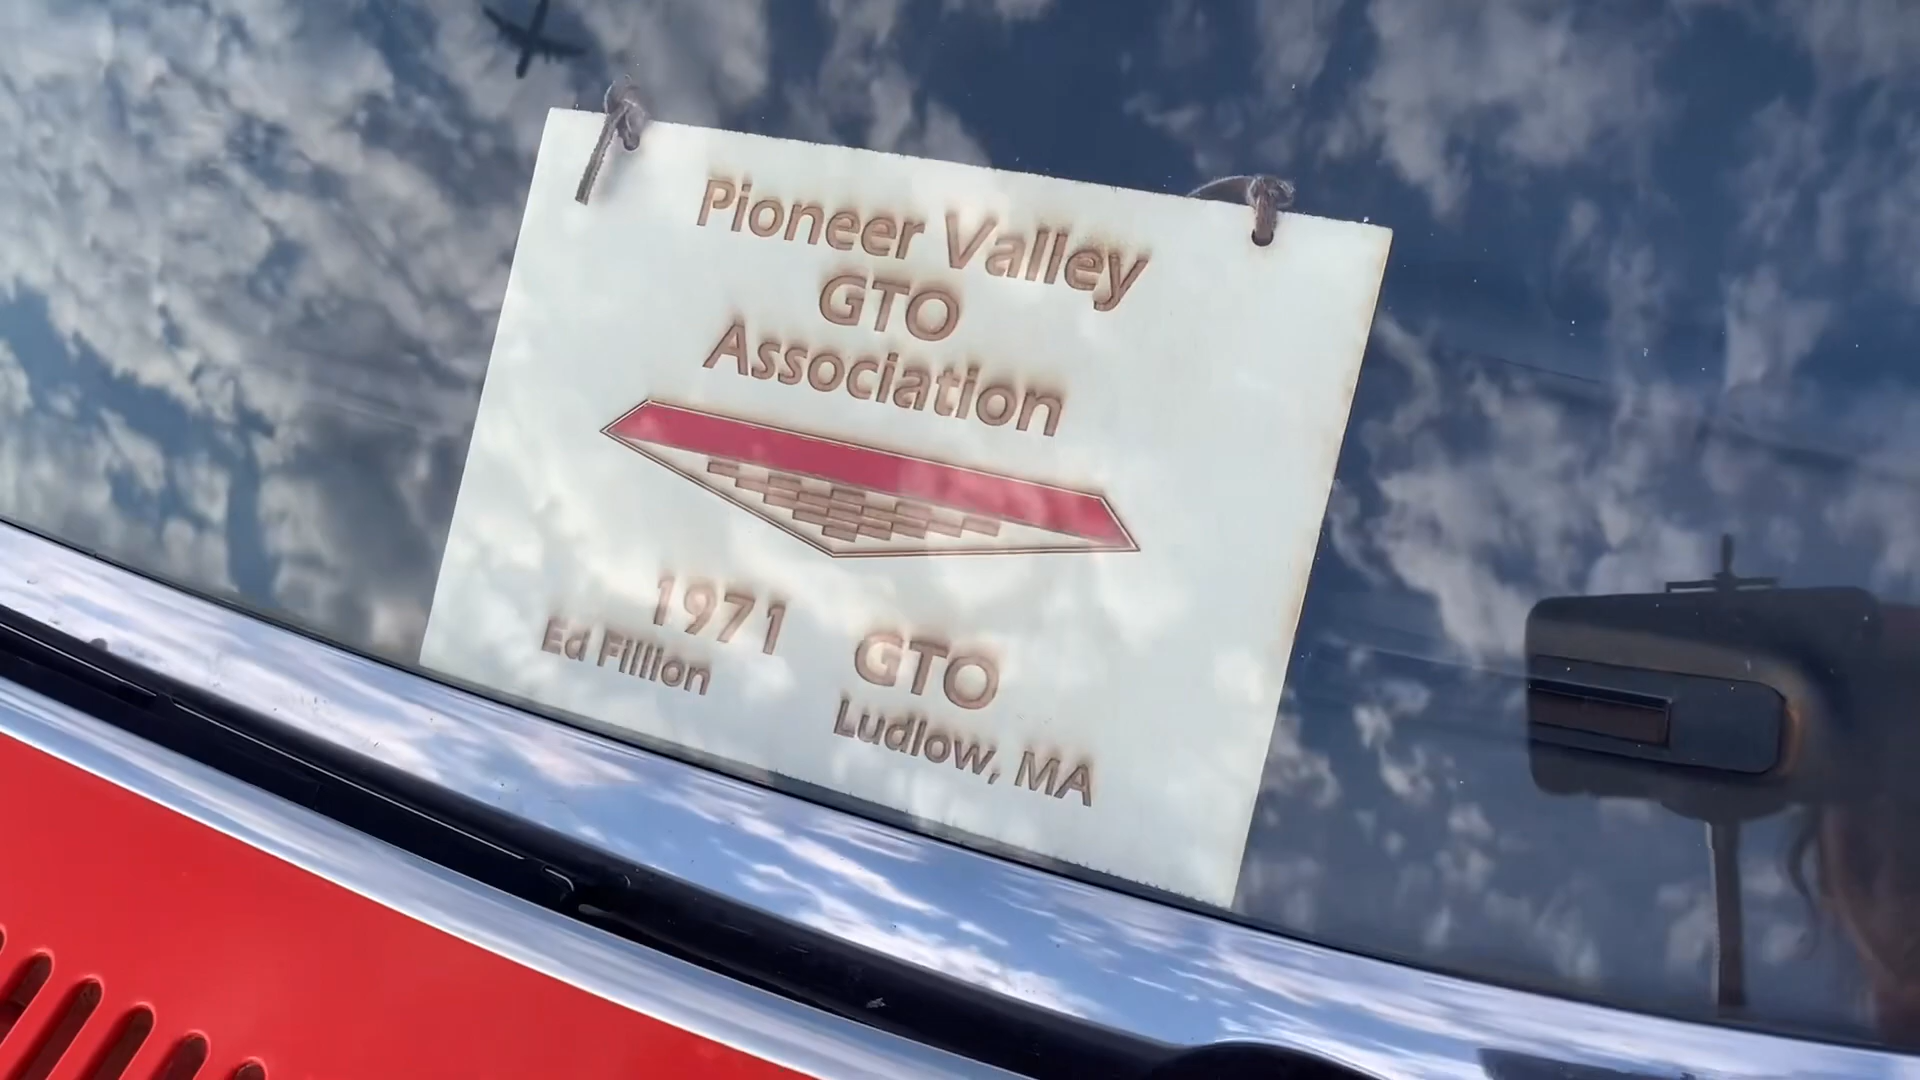 Pioneer Valley
GTO
Association
1971 GTO
Ed Fillion Ludlow, MA